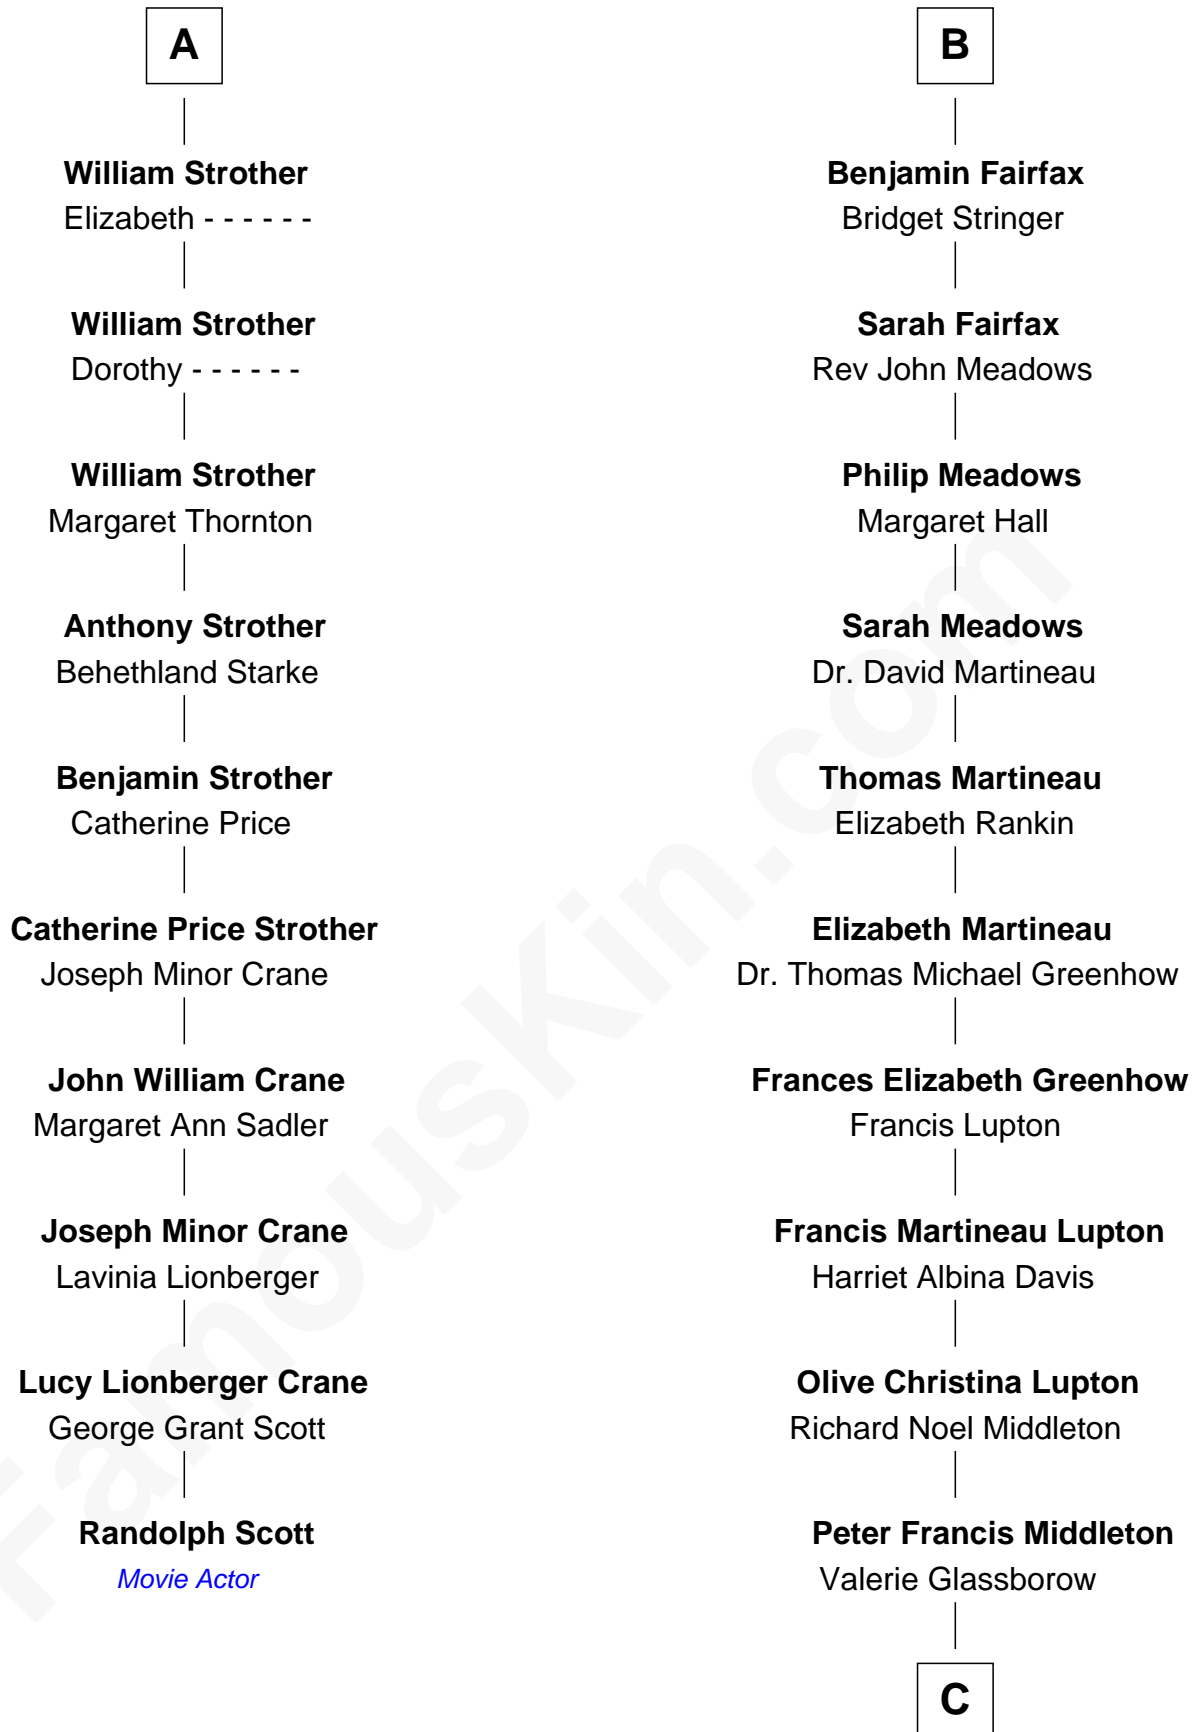 A
William Strother
Elizabeth - - - - - -
William Strother
Dorothy - - - - - -
William Strother
Margaret Thornton
Anthony Strother
Behethland Starke
Benjamin Strother
Catherine Price
Catherine Price Strother
Joseph Minor Crane
John William Crane
Margaret Ann Sadler
Joseph Minor Crane
Lavinia Lionberger
Lucy Lionberger Crane
George Grant Scott
Randolph Scott
Movie Actor
B
Benjamin Fairfax
Bridget Stringer
Sarah Fairfax
Rev John Meadows
Philip Meadows
Margaret Hall
Sarah Meadows
Dr. David Martineau
Thomas Martineau
Elizabeth Rankin
Elizabeth Martineau
Dr. Thomas Michael Greenhow
Frances Elizabeth Greenhow
Francis Lupton
Francis Martineau Lupton
Harriet Albina Davis
Olive Christina Lupton
Richard Noel Middleton
Peter Francis Middleton
Valerie Glassborow
C
FamousKin.com